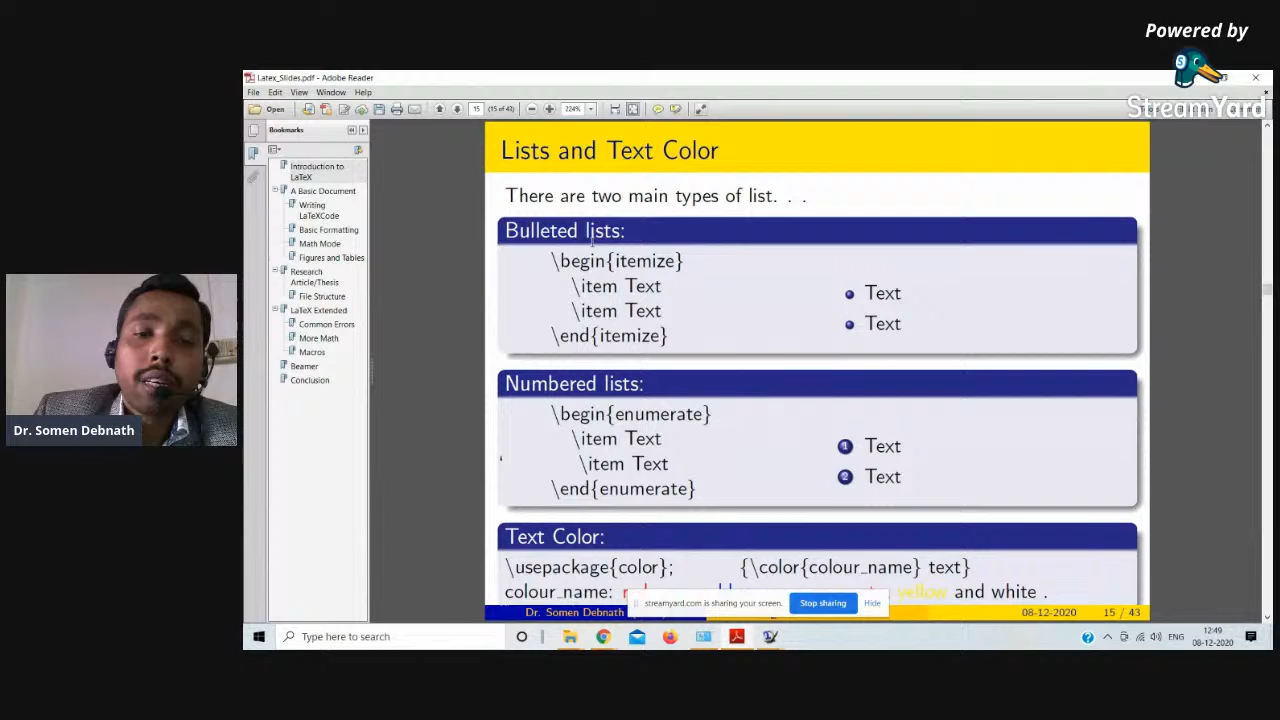 Powered by
StreamYard
Latex_Slides.pdf - Adobe Reader
File Edit View Window Help
Open 15 (15 of 43) 224%
Bookmarks
Introduction to
LaTeX
A Basic Document
Writing
LaTeXCode
Basic Formatting
Math Mode
Figures and Tables
Research
Article/Thesis
File Structure
LaTeX Extended
Common Errors
More Math
Macros
Beamer
Conclusion
Lists and Text Color
There are two main types of list. . .
Bulleted lists:
\begin{itemize}
\item Text
\item Text
\end{itemize}
Text
Text
Numbered lists:
\begin{enumerate}
\item Text
\item Text
\end{enumerate}
1 Text
2 Text
Text Color:
\usepackage{color}; {\color{colour_name} text}
colour_name: yellow and white .
streamyard.com is sharing your screen. Stop sharing Hide
Dr. Somen Debnath 08-12-2020 15 / 43
Dr. Somen Debnath
Type here to search
ENG 12:49
08-12-2020